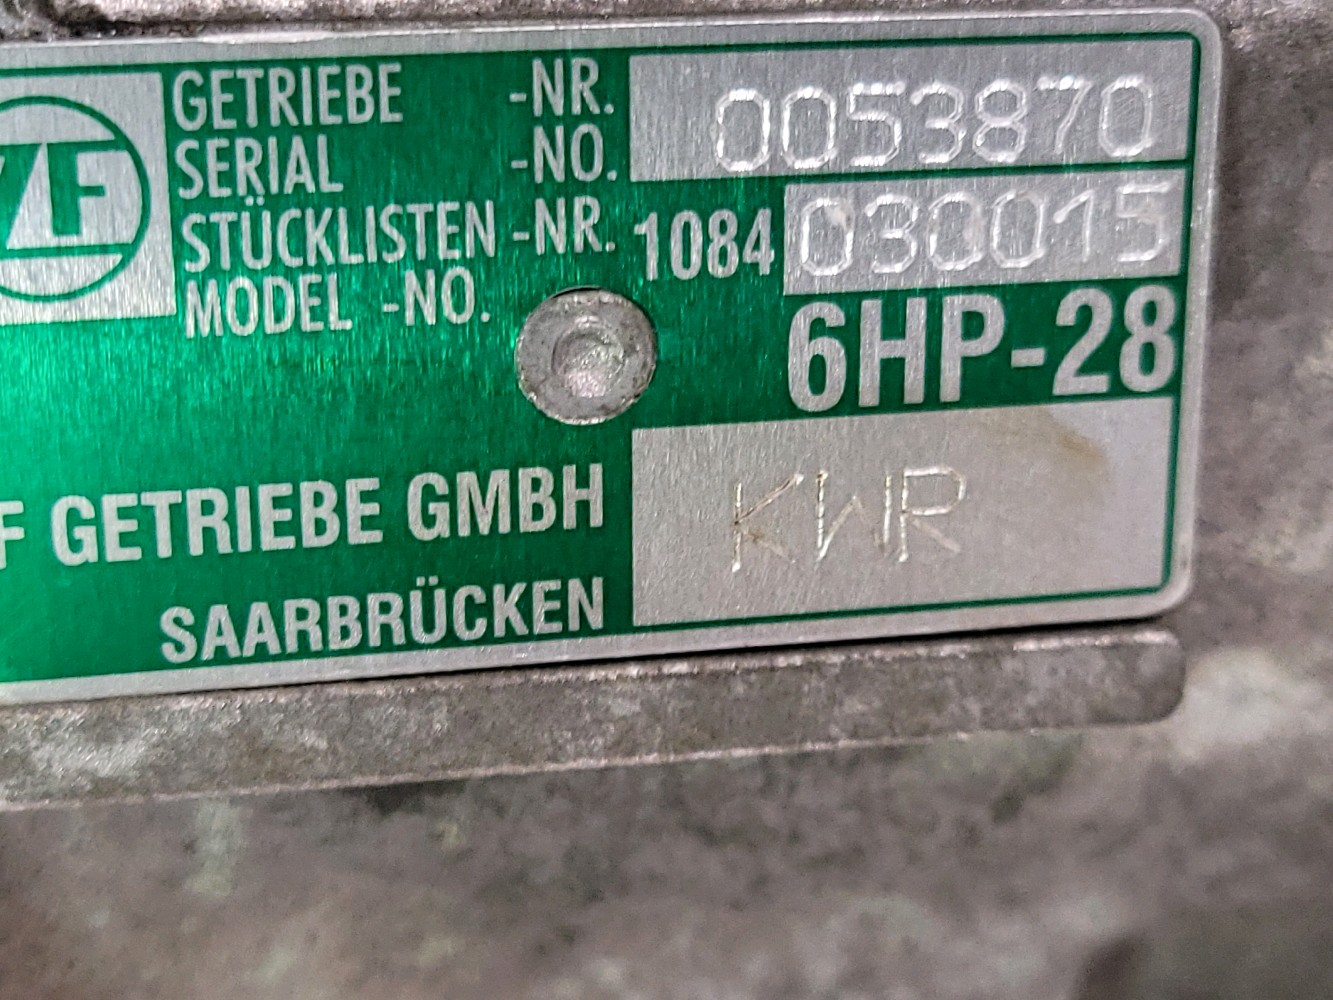 ZF
GETRIEBE -NR. 0053870
SERIAL -NO.
STÜCKLISTEN -NR. 1084 030015
MODEL -NO.
6HP-28
F GETRIEBE GMBH
SAARBRÜCKEN
KWR